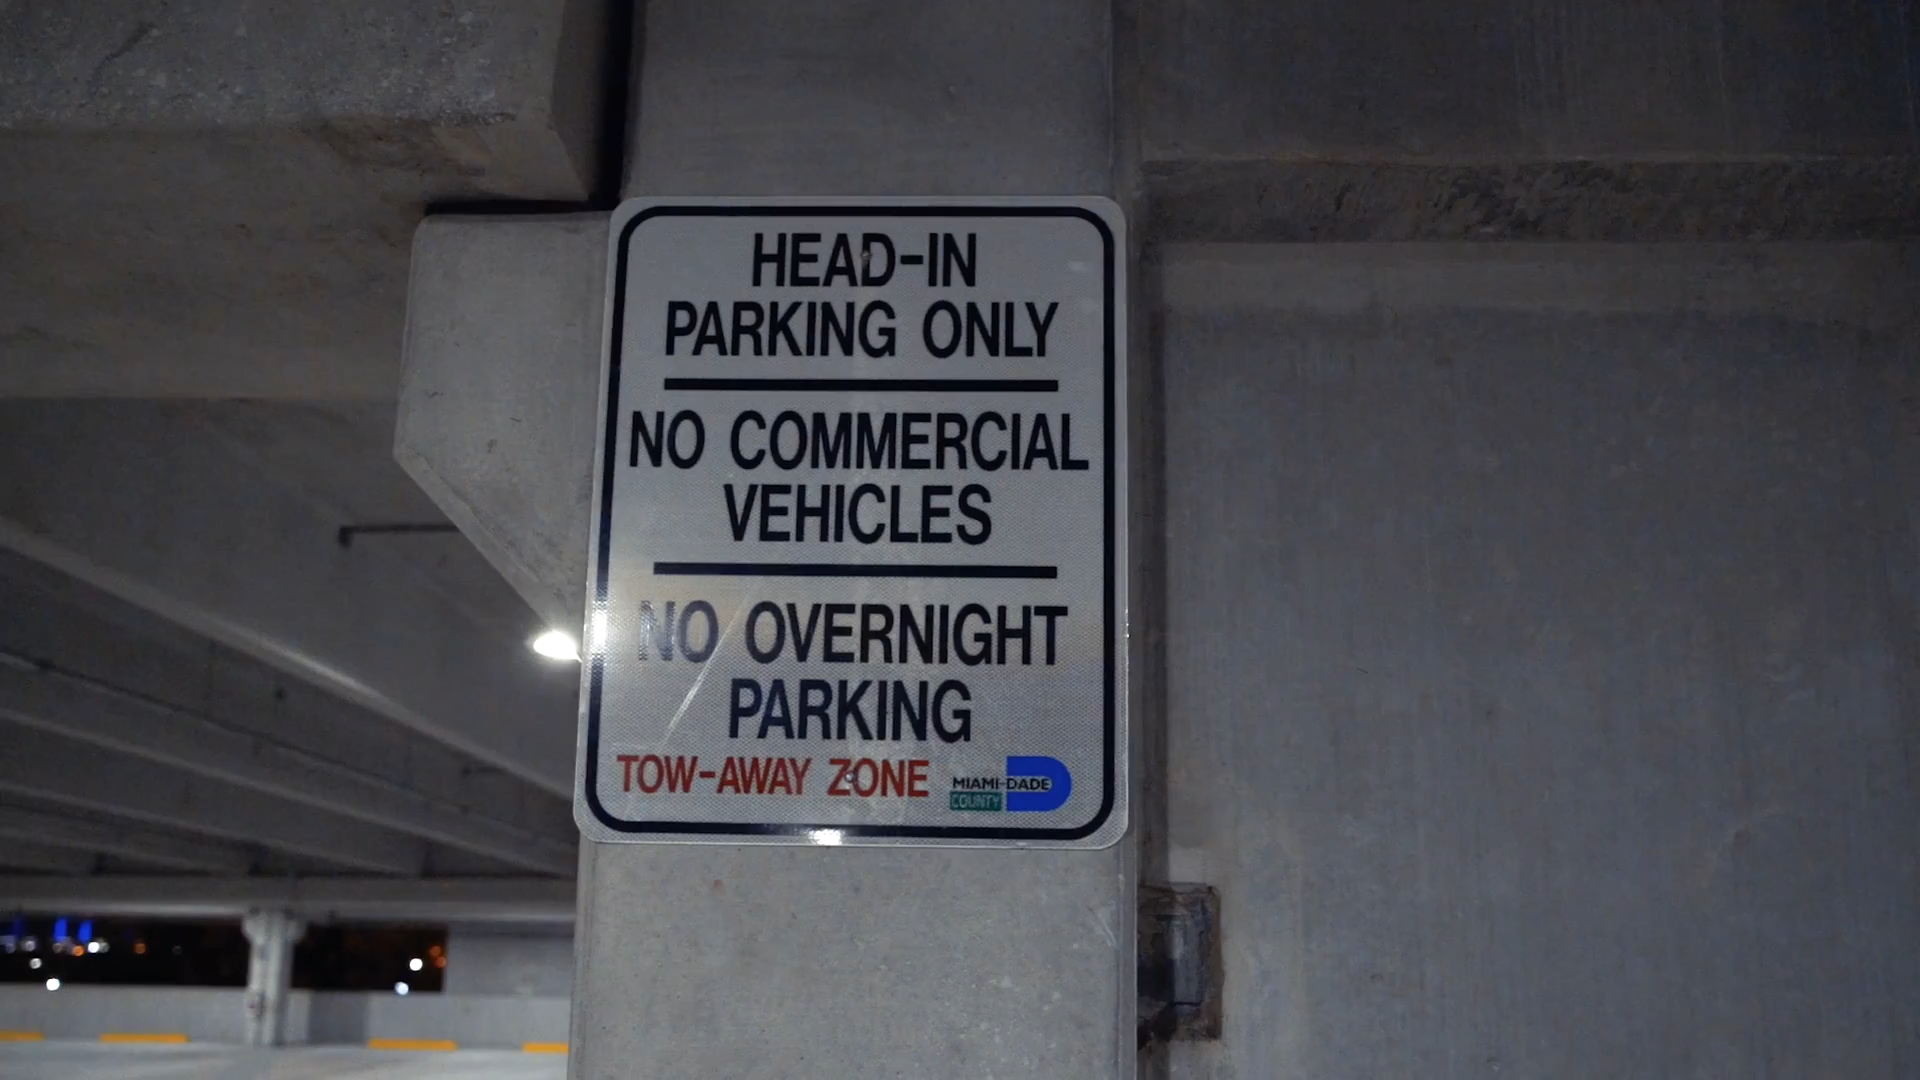 HEAD-IN
PARKING ONLY
NO COMMERCIAL
VEHICLES
NO OVERNIGHT
PARKING
TOW-AWAY ZONE
MIAMI-DADE
COUNTY